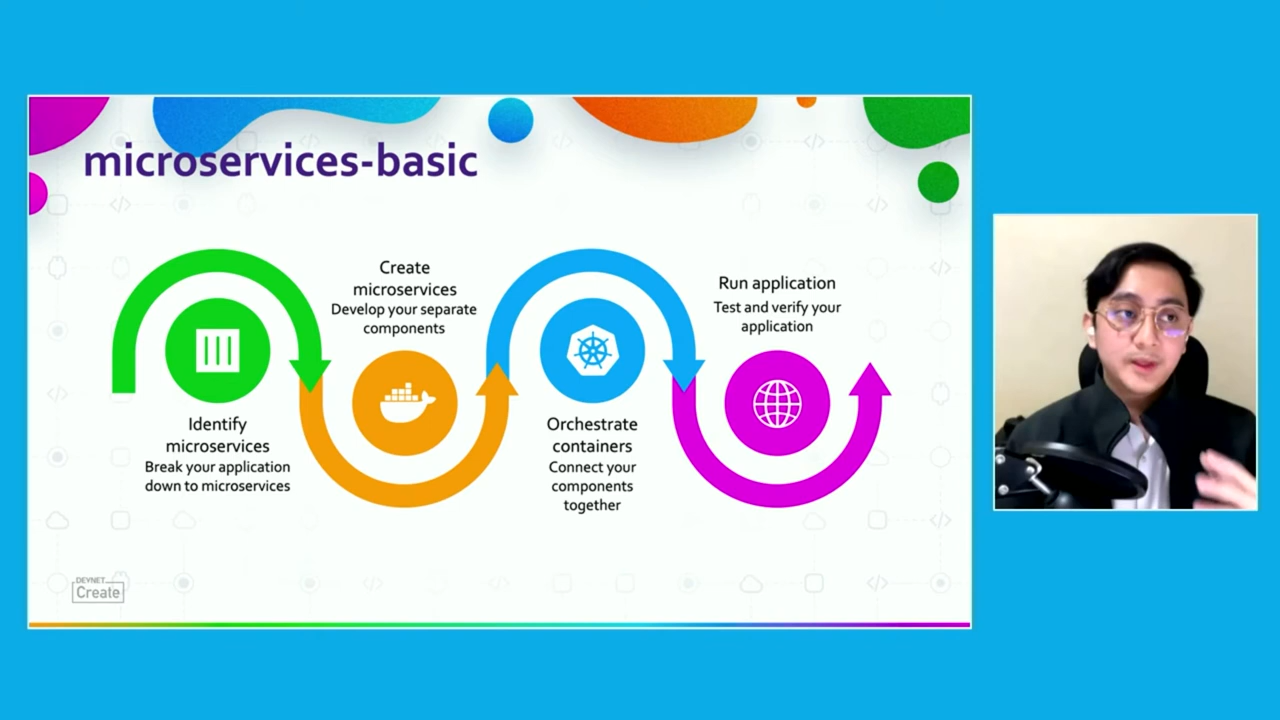 microservices-basic
Identify
microservices
Break your application
down to microservices
Create
microservices
Develop your separate
components
Orchestrate
containers
Connect your
components
together
Run application
Test and verify your
application
DEVNET
Create